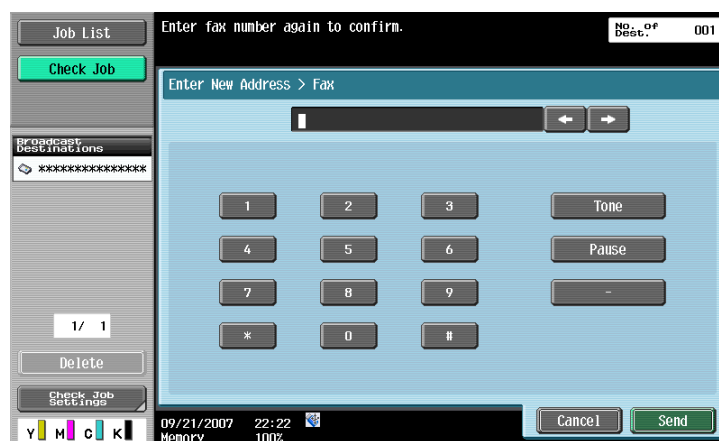 Job List
Enter fax number again to confirm.
No. of
Dest.
001
Check Job
Enter New Address > Fax
Broadcast
Destinations
***************
1 2 3 Tone
4 5 6 Pause
7 8 9 -
* 0 #
1/ 1
Delete
Check Job
Settings
Y M C K
09/21/2007 22:22
Memory 100%
Cancel
Send